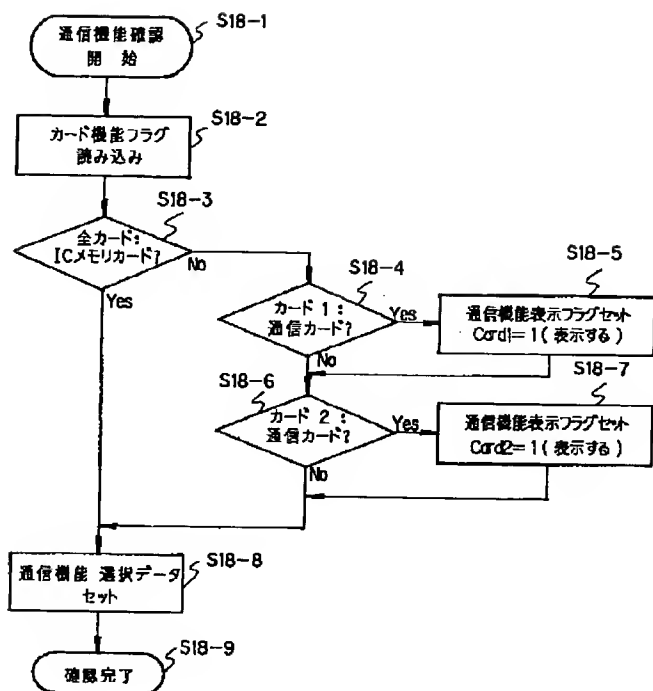 S18-1
通信機能確認
開 始
S18-2
カード機能フラグ
読み込み
S18-3
全カード:
ICメモリカード?
No
Yes
S18-4
カード 1:
通信カード?
Yes
No
S18-5
通信機能表示フラグセット
Card1=1(表示する)
S18-6
カード 2:
通信カード?
Yes
No
S18-7
通信機能表示フラグセット
Card2=1(表示する)
S18-8
通信機能 選択データ
セット
S18-9
確認完了